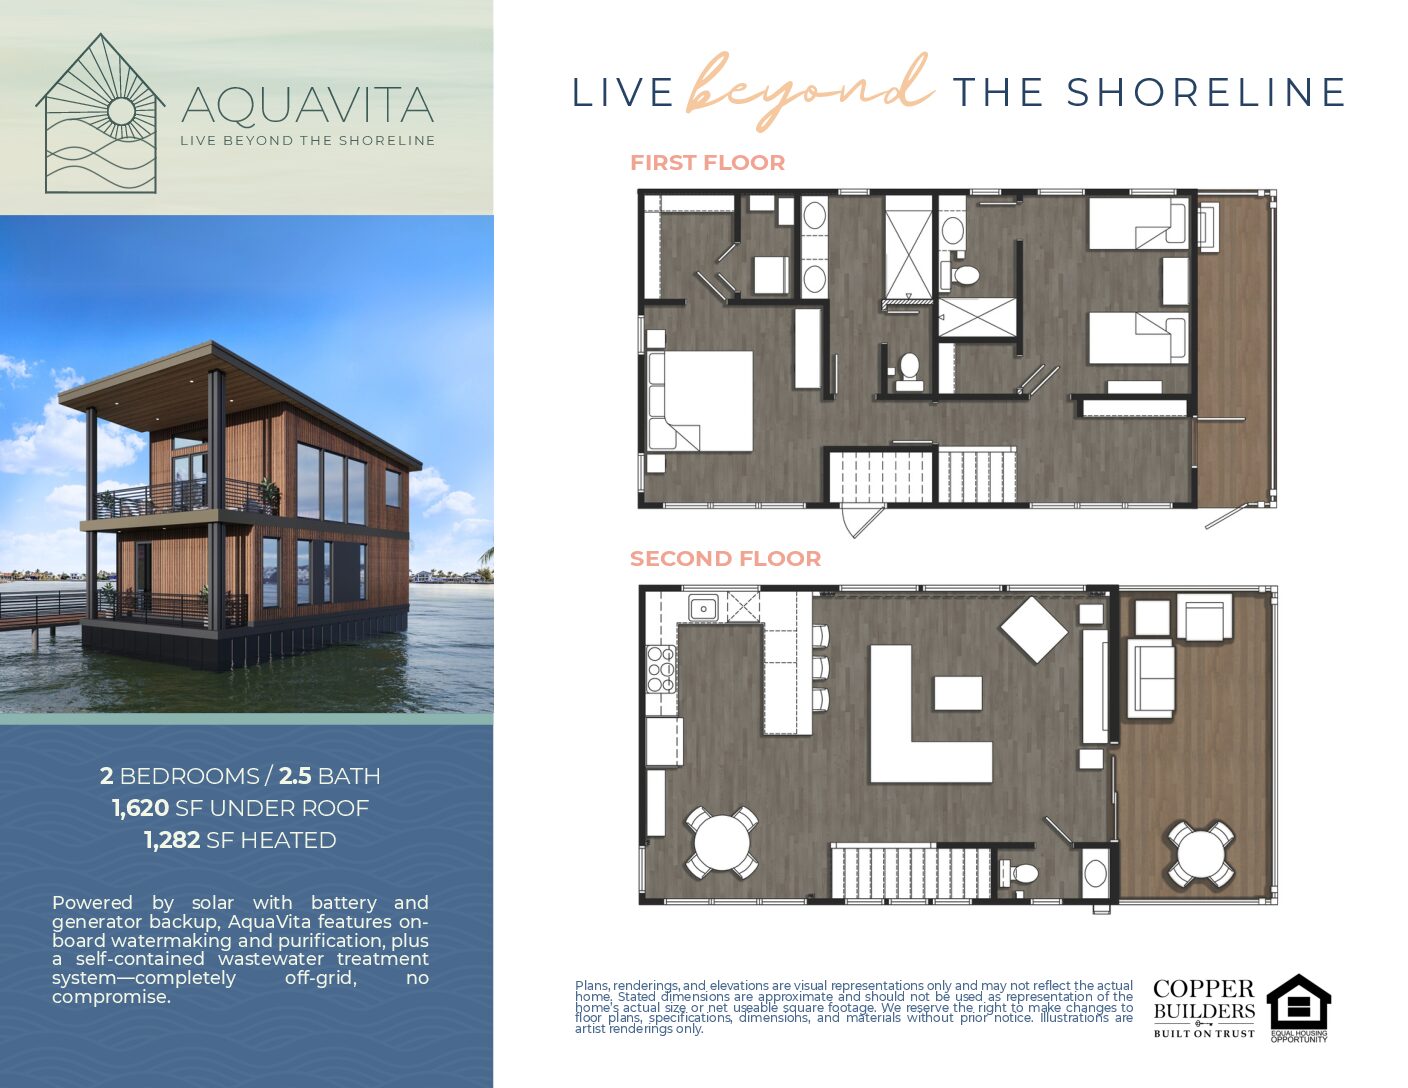 AQUAVITA
LIVE BEYOND THE SHORELINE
2 BEDROOMS / 2.5 BATH
1,620 SF UNDER ROOF
1,282 SF HEATED
Powered by solar with battery and
generator backup, AquaVita features on-
board watermaking and purification, plus
a self-contained wastewater treatment
system—completely off-grid, no
compromise.
LIVE beyond THE SHORELINE
FIRST FLOOR
SECOND FLOOR
Plans, renderings, and elevations are visual representations only and may not reflect the actual
home. Stated dimensions are approximate and should not be used as representation of the
home's actual size or net useable square footage. We reserve the right to make changes to
floor plans, specifications, dimensions, and materials without prior notice. Illustrations are
artist renderings only.
COPPER
BUILDERS
BUILT ON TRUST
EQUAL HOUSING
OPPORTUNITY